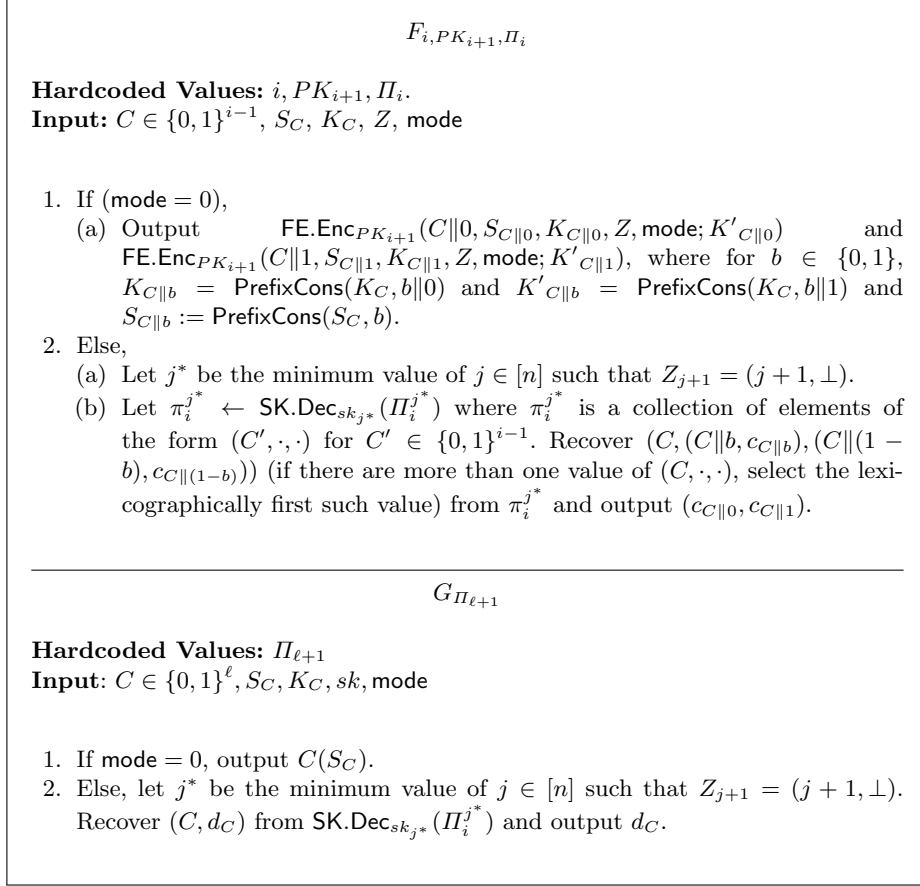 F_{i,PK_{i+1},Π_i}
Hardcoded Values: i, PK_{i+1}, Π_i.
Input: C ∈ {0, 1}^{i−1}, S_C, K_C, Z, mode
1. If (mode = 0),
(a) Output FE.Enc_{PK_{i+1}}(C‖0, S_{C‖0}, K_{C‖0}, Z, mode; K'_{C‖0}) and
FE.Enc_{PK_{i+1}}(C‖1, S_{C‖1}, K_{C‖1}, Z, mode; K'_{C‖1}), where for b ∈ {0, 1},
K_{C‖b} = PrefixCons(K_C, b‖0) and K'_{C‖b} = PrefixCons(K_C, b‖1) and
S_{C‖b} := PrefixCons(S_C, b).
2. Else,
(a) Let j* be the minimum value of j ∈ [n] such that Z_{j+1} = (j + 1, ⊥).
(b) Let π_i^{j*} ← SK.Dec_{sk_{j*}}(Π_i^{j*}) where π_i^{j*} is a collection of elements of
the form (C', ·, ·) for C' ∈ {0, 1}^{i−1}. Recover (C, (C‖b, c_{C‖b}), (C‖(1 −
b), c_{C‖(1−b)})) (if there are more than one value of (C, ·, ·), select the lexi-
cographically first such value) from π_i^{j*} and output (c_{C‖0}, c_{C‖1}).
G_{Π_{ℓ+1}}
Hardcoded Values: Π_{ℓ+1}
Input: C ∈ {0, 1}^ℓ, S_C, K_C, sk, mode
1. If mode = 0, output C(S_C).
2. Else, let j* be the minimum value of j ∈ [n] such that Z_{j+1} = (j + 1, ⊥).
Recover (C, d_C) from SK.Dec_{sk_{j*}}(Π_i^{j*}) and output d_C.